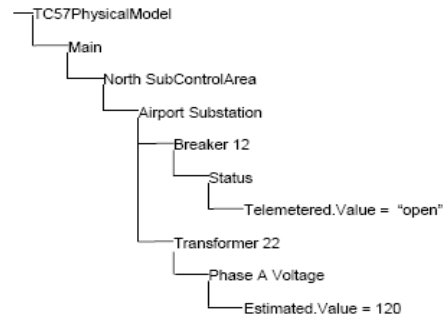 TC57PhysicalModel
Main
North SubControlArea
Airport Substation
Breaker 12
Status
Telemetered.Value = "open"
Transformer 22
Phase A Voltage
Estimated.Value = 120